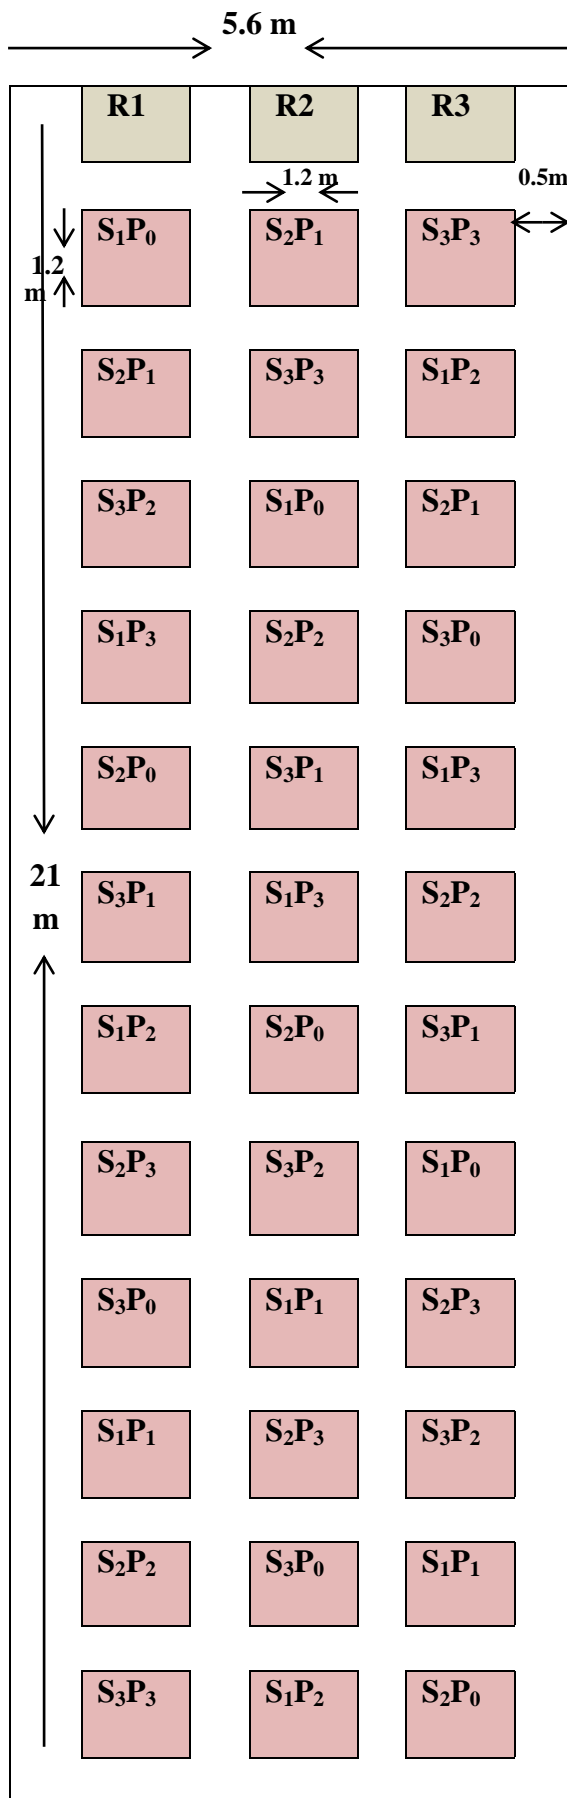 5.6 m
R1 R2 R3
1.2 m 0.5m
S₁P₀ S₂P₁ S₃P₃
1.2
m
S₂P₁ S₃P₃ S₁P₂
S₃P₂ S₁P₀ S₂P₁
S₁P₃ S₂P₂ S₃P₀
S₂P₀ S₃P₁ S₁P₃
21
m
S₃P₁ S₁P₃ S₂P₂
S₁P₂ S₂P₀ S₃P₁
S₂P₃ S₃P₂ S₁P₀
S₃P₀ S₁P₁ S₂P₃
S₁P₁ S₂P₃ S₃P₂
S₂P₂ S₃P₀ S₁P₁
S₃P₃ S₁P₂ S₂P₀